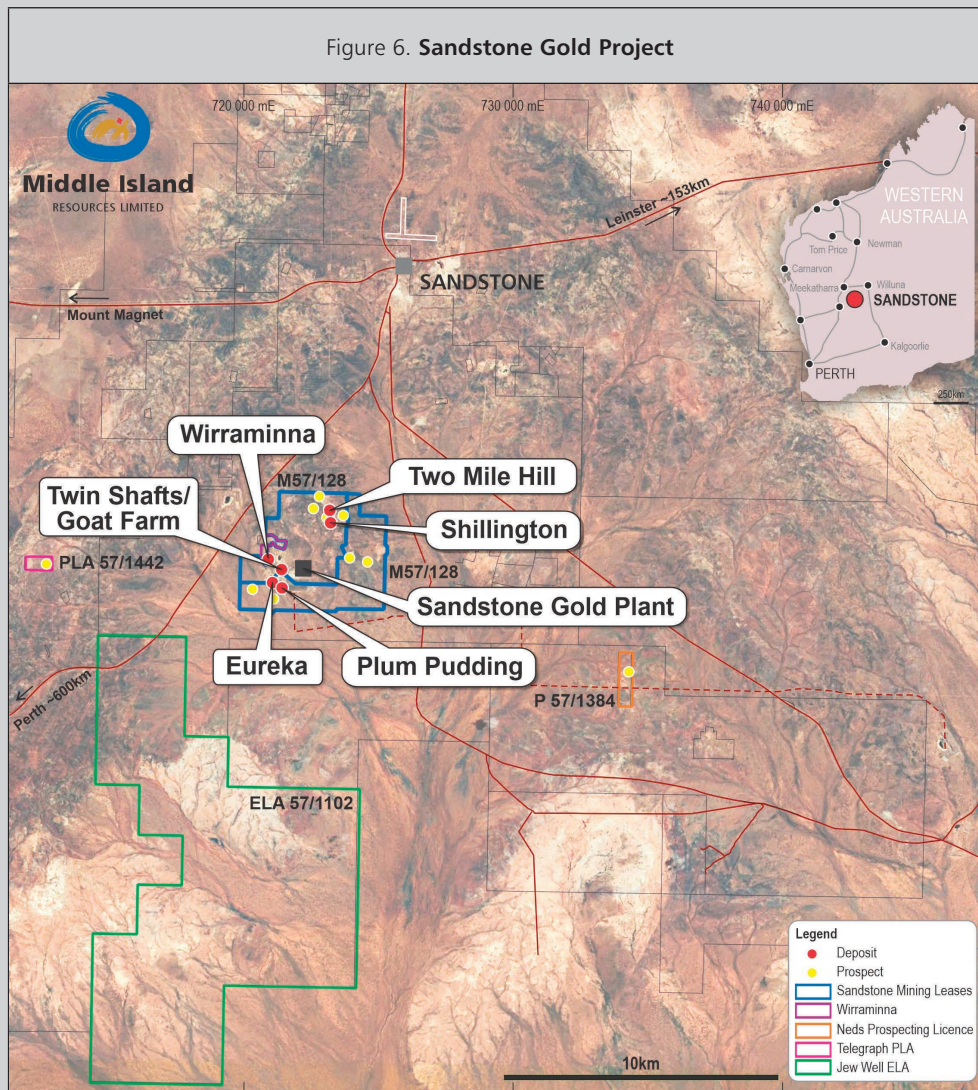 Figure 6. Sandstone Gold Project
720 000 mE
730 000 mE
740 000 mE
Middle Island
RESOURCES LIMITED
Leinster ~153km
WESTERN
AUSTRALIA
Tom Price
Newman
Carnarvon
Meekatharra
Wiluna
SANDSTONE
Kalgoorlie
PERTH
250km
SANDSTONE
Mount Magnet
Wirraminna
M57/128
Two Mile Hill
Twin Shafts/
Goat Farm
Shillington
PLA 57/1442
M57/128
Sandstone Gold Plant
Eureka
Plum Pudding
Perth ~600km
P 57/1384
ELA 57/1102
Legend
Deposit
Prospect
Sandstone Mining Leases
Wirraminna
Neds Prospecting Licence
Telegraph PLA
Jew Well ELA
10km